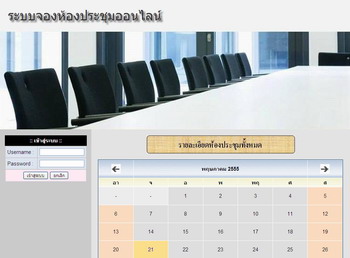 ระบบจองห้องประชุมออนไลน์
:: เข้าสู่ระบบ ::
Username :
Password :
เข้าสู่ระบบ ยกเลิก
รายละเอียดห้องประชุมทั้งหมด
พฤษภาคม 2555
อา จ อ พ พฤ ศ ส
- - 1 2 3 4 5
6 7 8 9 10 11 12
13 14 15 16 17 18 19
20 21 22 23 24 25 26